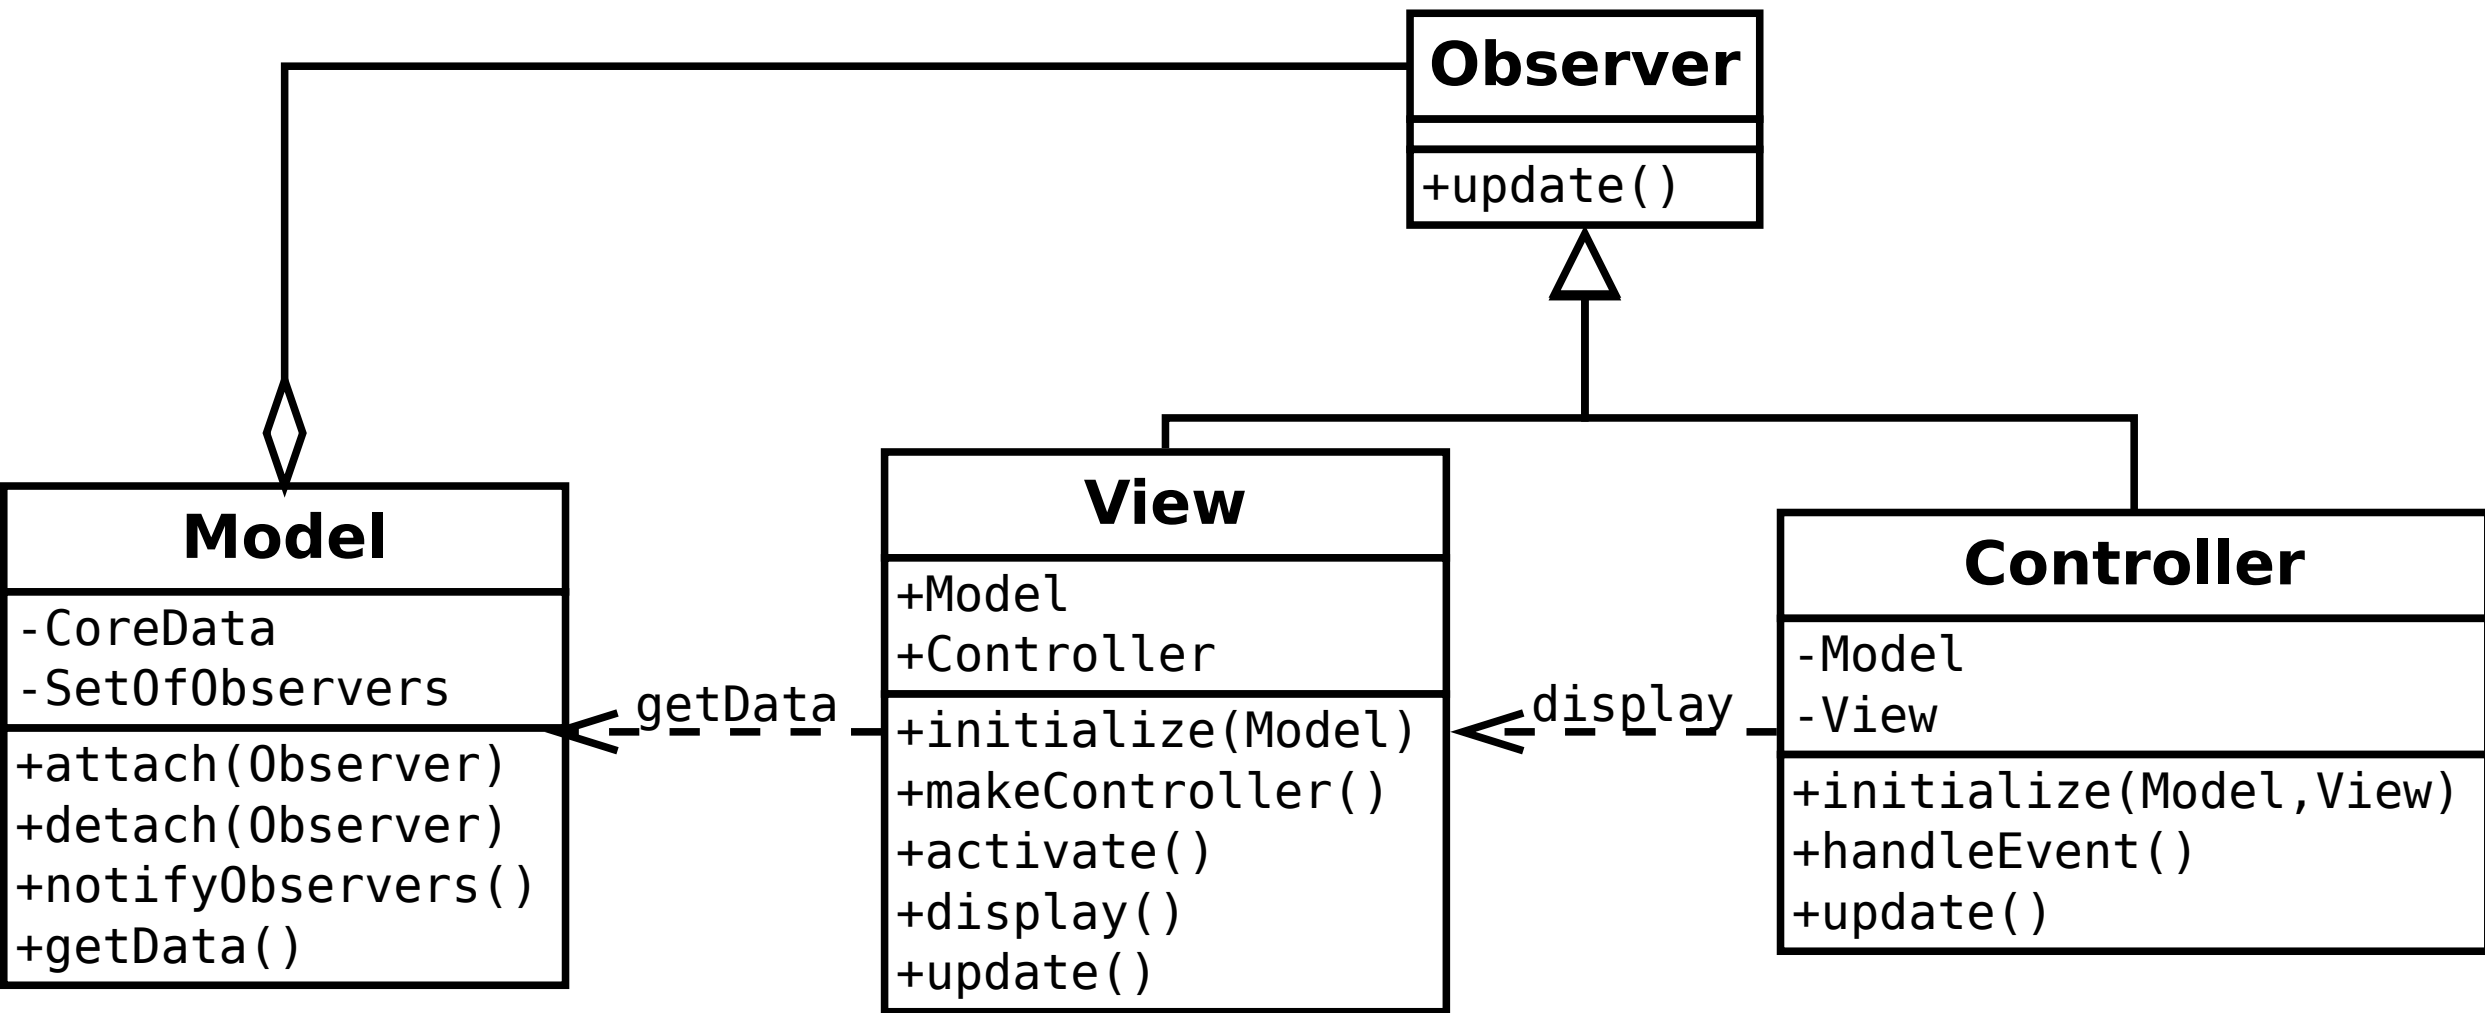 Observer
+update()
Model
-CoreData
-SetOfObservers
+attach(Observer)
+detach(Observer)
+notifyObservers()
+getData()
getData
View
+Model
+Controller
+initialize(Model)
+makeController()
+activate()
+display()
+update()
display
Controller
-Model
-View
+initialize(Model,View)
+handleEvent()
+update()